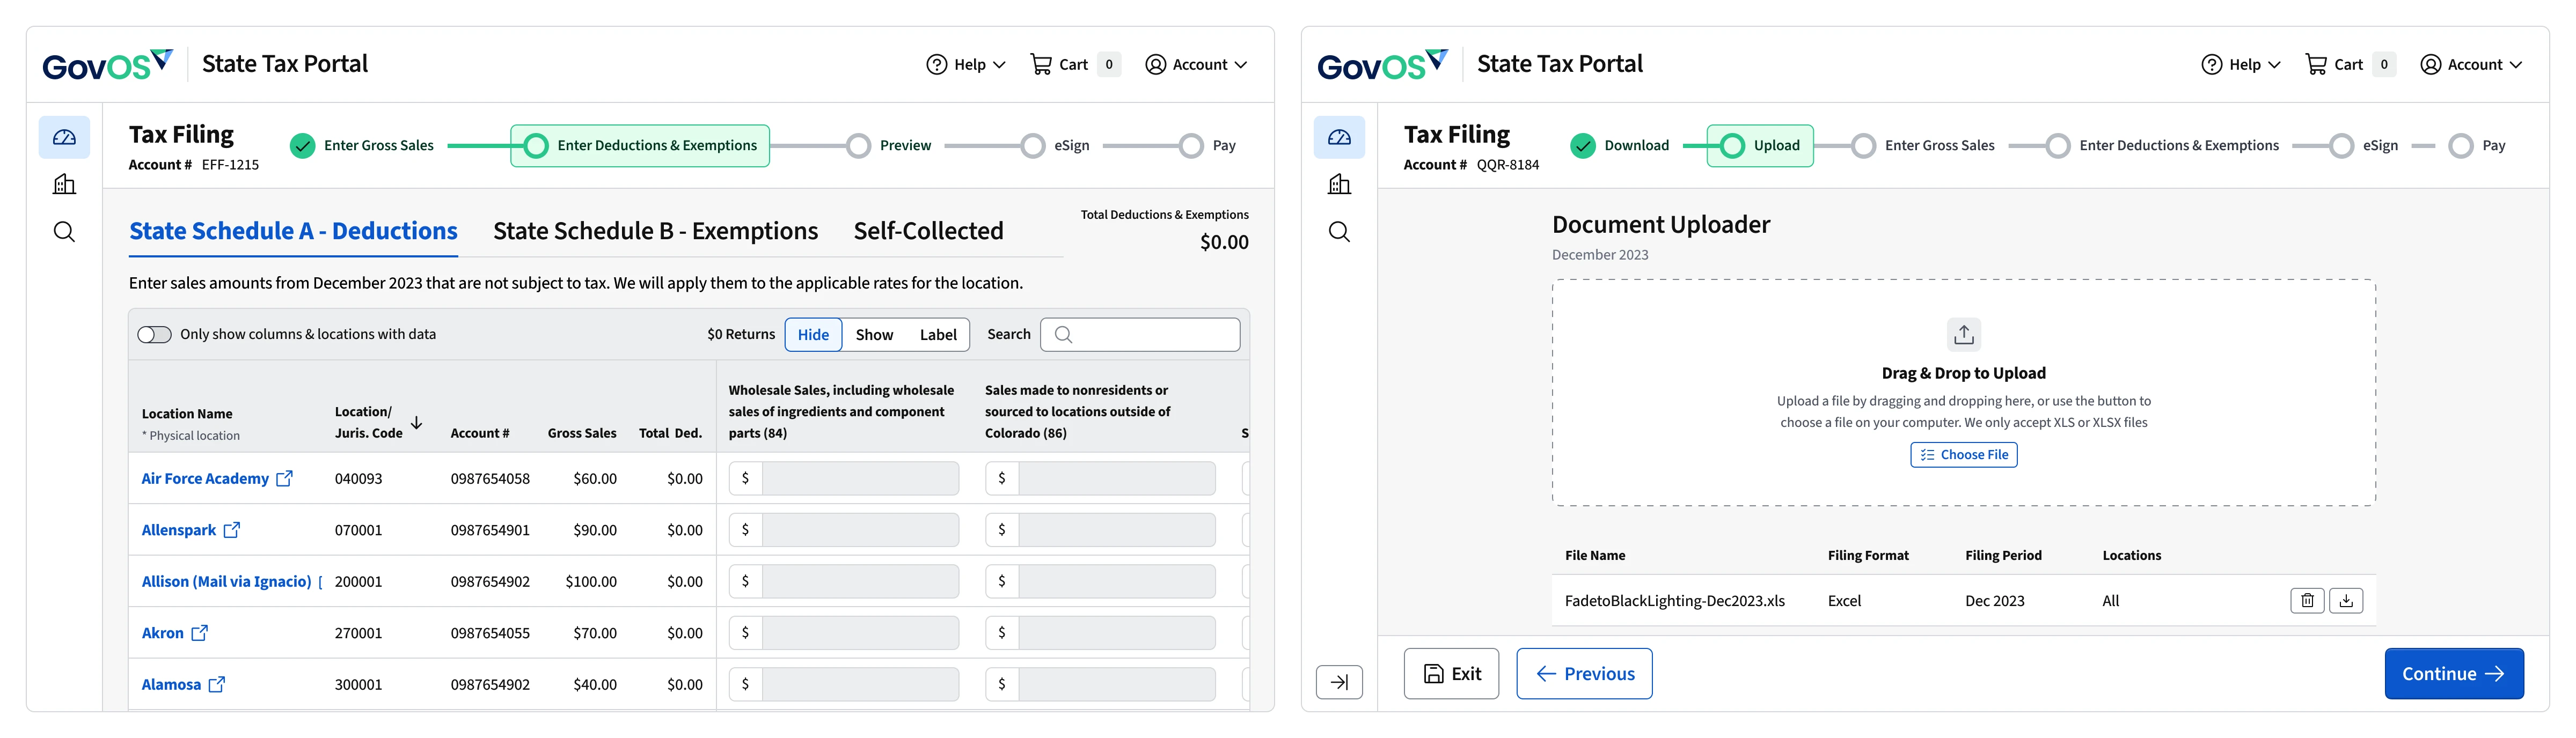 GovOS State Tax Portal
Help Cart 0 Account
Tax Filing
Account # EFF-1215
Enter Gross Sales
Enter Deductions & Exemptions
Preview
eSign
Pay
State Schedule A - Deductions
State Schedule B - Exemptions
Self-Collected
Total Deductions & Exemptions
$0.00
Enter sales amounts from December 2023 that are not subject to tax. We will apply them to the applicable rates for the location.
Only show columns & locations with data
$0 Returns Hide Show Label
Search
Location Name
* Physical location
Location/
Juris. Code
Account #
Gross Sales
Total Ded.
Wholesale Sales, including wholesale
sales of ingredients and component
parts (84)
Sales made to nonresidents or
sourced to locations outside of
Colorado (86)
S
Air Force Academy 040093 0987654058 $60.00 $0.00 $ $
Allenspark 070001 0987654901 $90.00 $0.00 $ $
Allison (Mail via Ignacio) 200001 0987654902 $100.00 $0.00 $ $
Akron 270001 0987654055 $70.00 $0.00 $ $
Alamosa 300001 0987654902 $40.00 $0.00 $ $
GovOS State Tax Portal
Help Cart 0 Account
Tax Filing
Account # QQR-8184
Download
Upload
Enter Gross Sales
Enter Deductions & Exemptions
eSign
Pay
Document Uploader
December 2023
Drag & Drop to Upload
Upload a file by dragging and dropping here, or use the button to
choose a file on your computer. We only accept XLS or XLSX files
Choose File
File Name Filing Format Filing Period Locations
FadetoBlackLighting-Dec2023.xls Excel Dec 2023 All
Exit
Previous
Continue